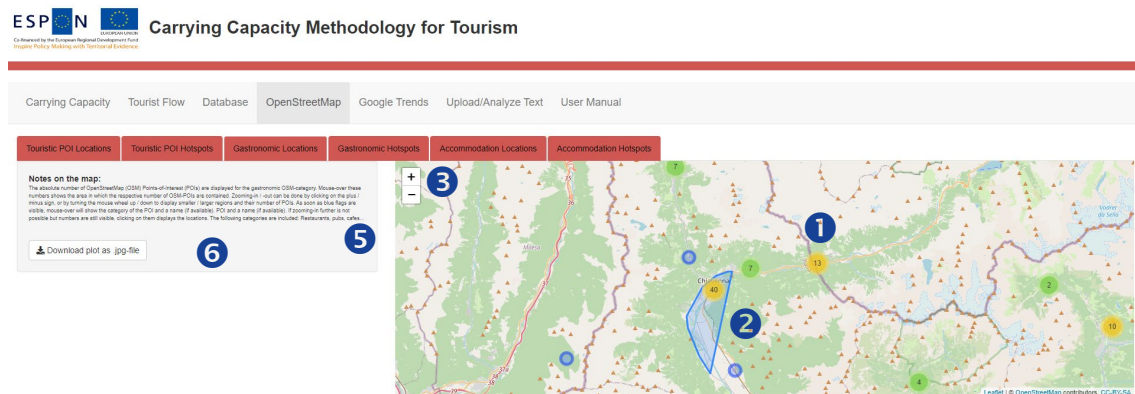 ESPON
EUROPEAN UNION
Co-financed by the European Regional Development Fund
Inspire Policy Making with Territorial Evidence
Carrying Capacity Methodology for Tourism
Carrying Capacity Tourist Flow Database OpenStreetMap Google Trends Upload/Analyze Text User Manual
Touristic POI Locations Touristic POI Hotspots Gastronomic Locations Gastronomic Hotspots Accommodation Locations Accommodation Hotspots
Notes on the map:
The absolute number of OpenStreetMap (OSM) Points-of-Interest (POIs) are displayed for the gastronomic OSM-category. Mouse-over these
numbers shows the area in which the respective number of OSM-POIs are contained. Zooming-in / -out can be done by clicking on the plus /
minus sign, or by turning the mouse wheel up / down to display smaller / larger regions and their number of POIs. As soon as blue flags are
visible, mouse-over will show the category of the POI and a name (if available). POI and a name (if available). If zooming-in further is not
possible but numbers are still visible, clicking on them displays the locations. The following categories are included: Restaurants, pubs, cafes...
Download plot as .jpg-file
6
5
+
−
3
7
1
13
7
40
2
2
10
4
36
37
38
Leaflet | © OpenStreetMap contributors, CC-BY-SA